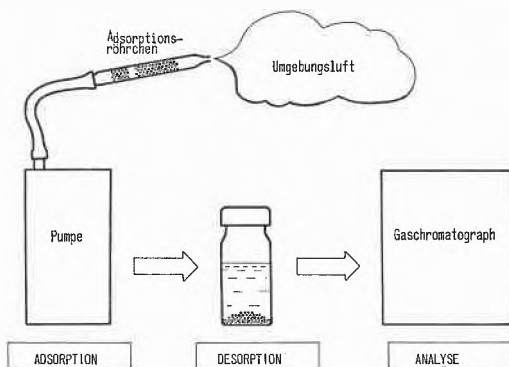 Adsorptions-
röhrchen
Umgebungsluft
Pumpe
Gaschromatograph
ADSORPTION
DESORPTION
ANALYSE